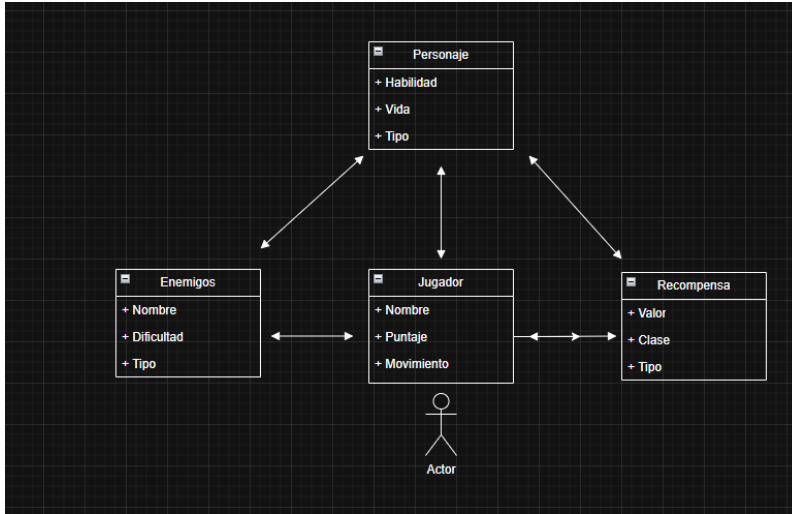 Personaje
+ Habilidad
+ Vida
+ Tipo
Enemigos
+ Nombre
+ Dificultad
+ Tipo
Jugador
+ Nombre
+ Puntaje
+ Movimiento
Recompensa
+ Valor
+ Clase
+ Tipo
Actor